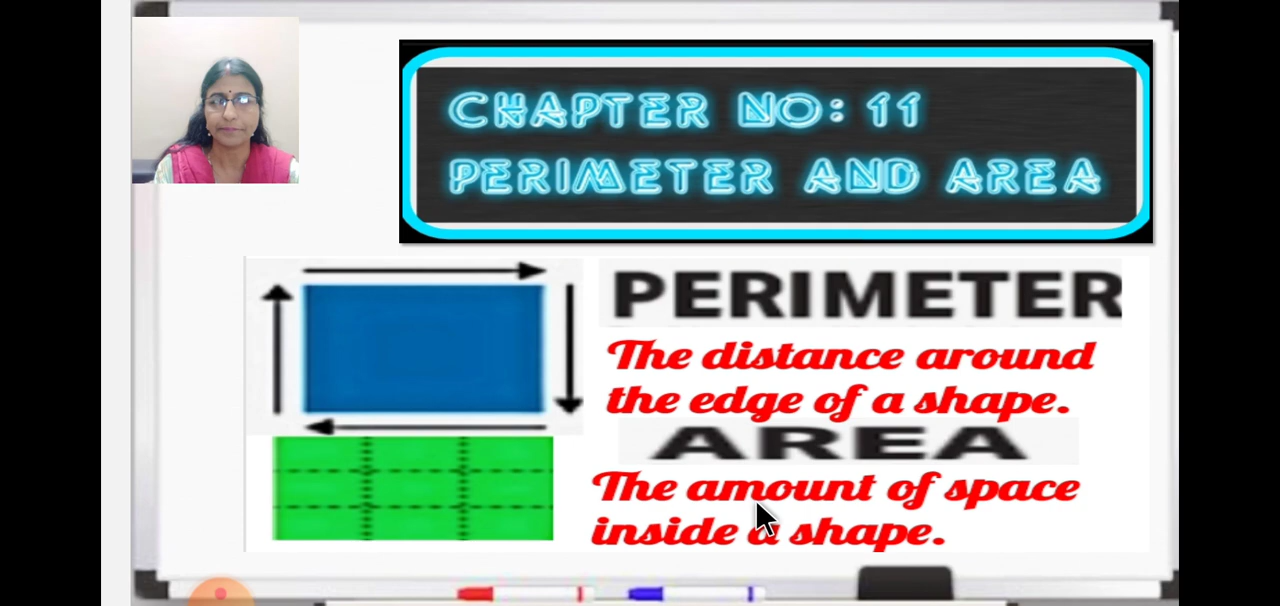 CHAPTER NO: 11
PERIMETER AND AREA
PERIMETER
The distance around
the edge of a shape.
AREA
The amount of space
inside a shape.